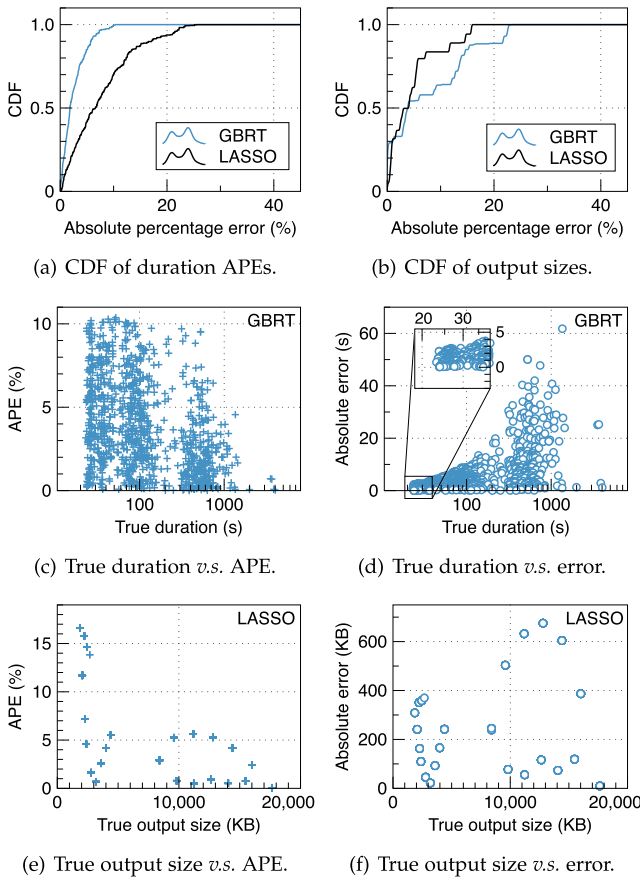 1.0
0.5
0
CDF
GBRT
LASSO
0 20 40
Absolute percentage error (%)
(a) CDF of duration APEs.
1.0
0.5
0
CDF
GBRT
LASSO
0 20 40
Absolute percentage error (%)
(b) CDF of output sizes.
GBRT
10
5
0
APE (%)
100 1000
True duration (s)
(c) True duration v.s. APE.
GBRT
20 30
5
0
60
40
20
0
Absolute error (s)
100 1000
True duration (s)
(d) True duration v.s. error.
LASSO
15
10
5
0
APE (%)
0 10,000 20,000
True output size (KB)
(e) True output size v.s. APE.
LASSO
600
400
200
0
Absolute error (KB)
0 10,000 20,000
True output size (KB)
(f) True output size v.s. error.